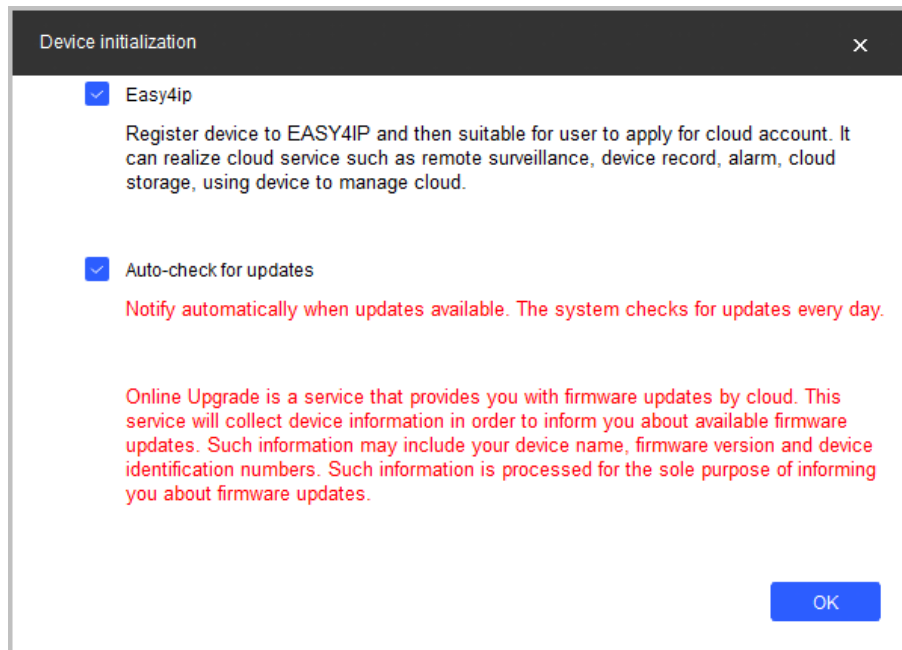 Device initialization
Easy4ip
Register device to EASY4IP and then suitable for user to apply for cloud account. It
can realize cloud service such as remote surveillance, device record, alarm, cloud
storage, using device to manage cloud.
Auto-check for updates
Notify automatically when updates available. The system checks for updates every day.
Online Upgrade is a service that provides you with firmware updates by cloud. This
service will collect device information in order to inform you about available firmware
updates. Such information may include your device name, firmware version and device
identification numbers. Such information is processed for the sole purpose of informing
you about firmware updates.
OK